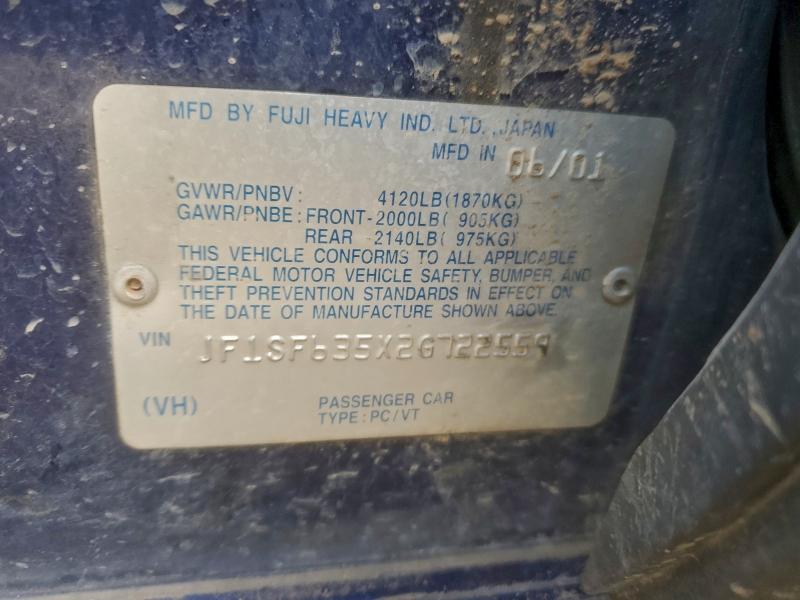 MFD BY FUJI HEAVY IND. LTD., JAPAN
MFD IN 06/01
GVWR/PNBV: 4120LB(1870KG)
GAWR/PNBE: FRONT-2000LB( 905KG)
REAR -2140LB( 975KG)
THIS VEHICLE CONFORMS TO ALL APPLICABLE
FEDERAL MOTOR VEHICLE SAFETY, BUMPER, AND
THEFT PREVENTION STANDARDS IN EFFECT ON
THE DATE OF MANUFACTURE SHOWN ABOVE.
VIN JF1SF635X2G722559
(VH) PASSENGER CAR
TYPE: PC/VT